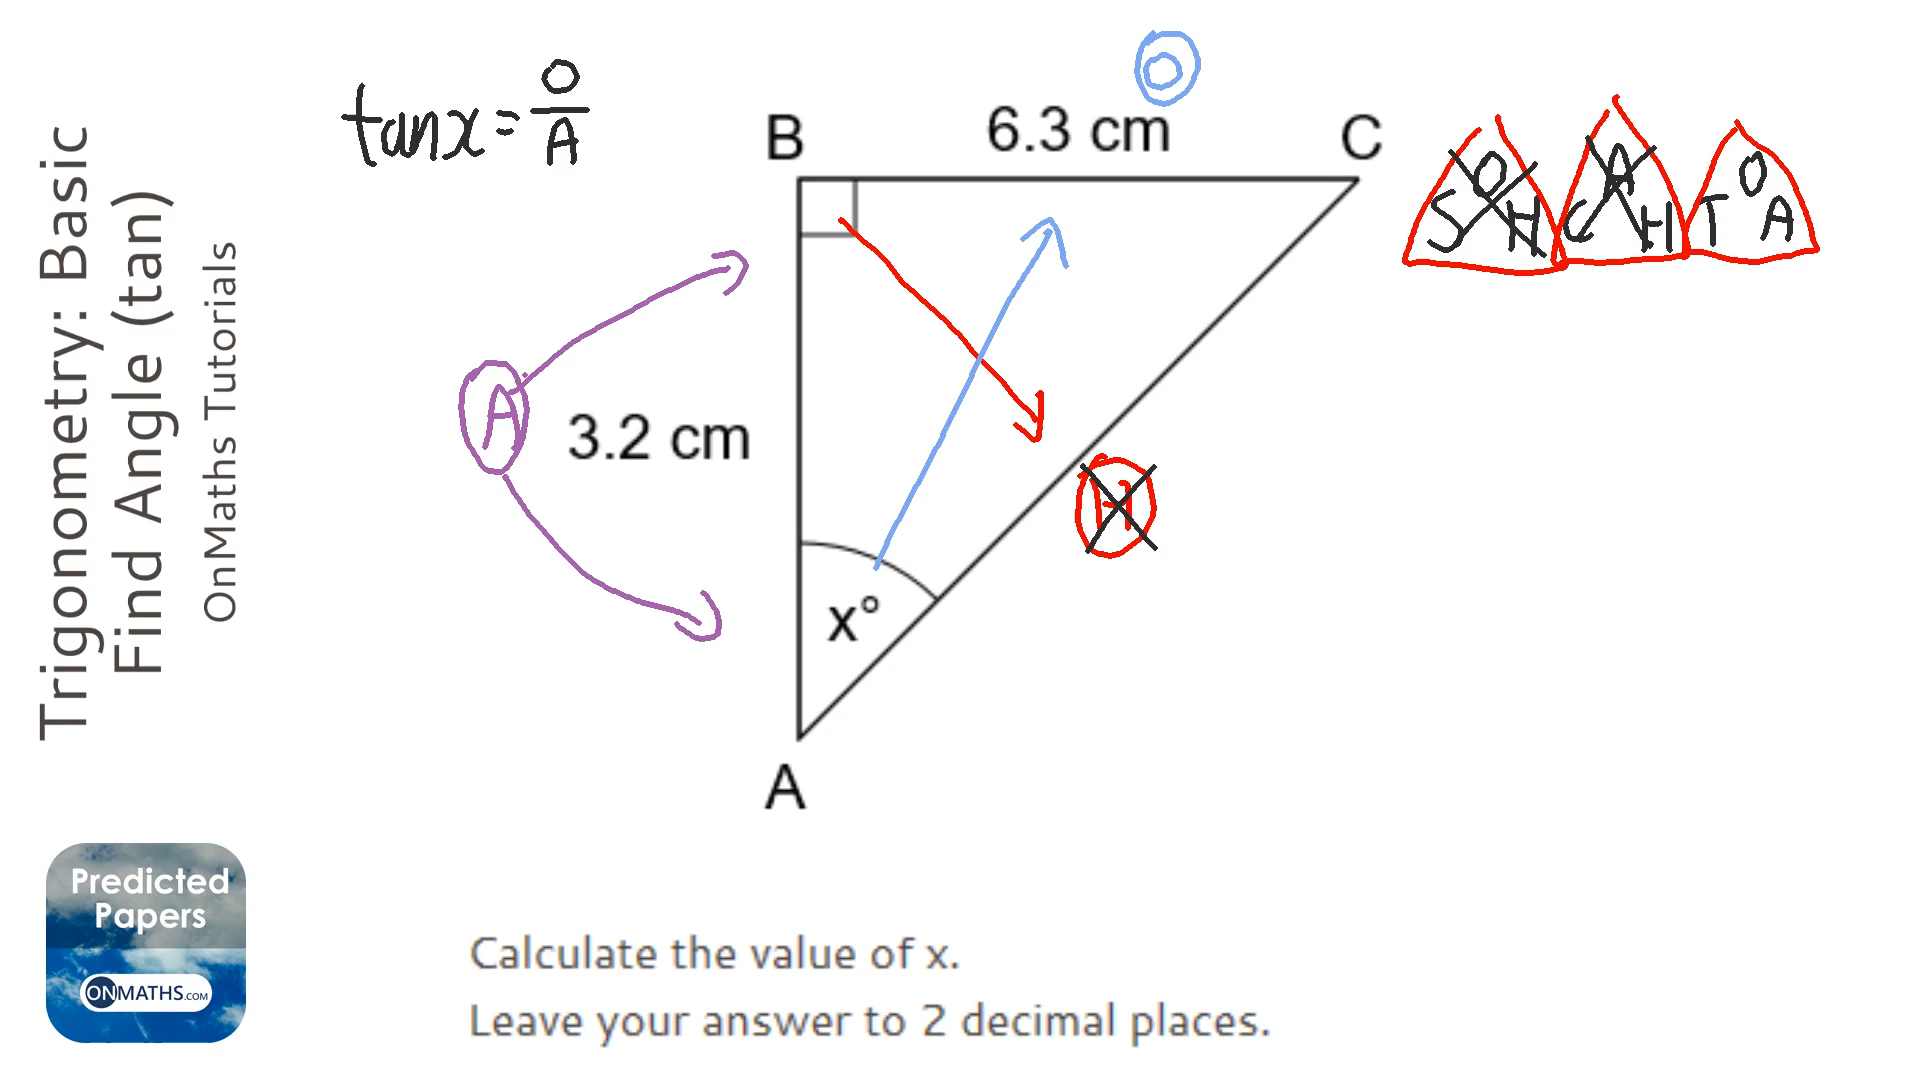 Trigonometry: Basic
Find Angle (tan)
OnMaths Tutorials
tanx = O
A
O
B
6.3 cm
C
O
S H
A
C H
O
T A
A
3.2 cm
H
x°
A
Predicted
Papers
ONMATHS.COM
Calculate the value of x.
Leave your answer to 2 decimal places.